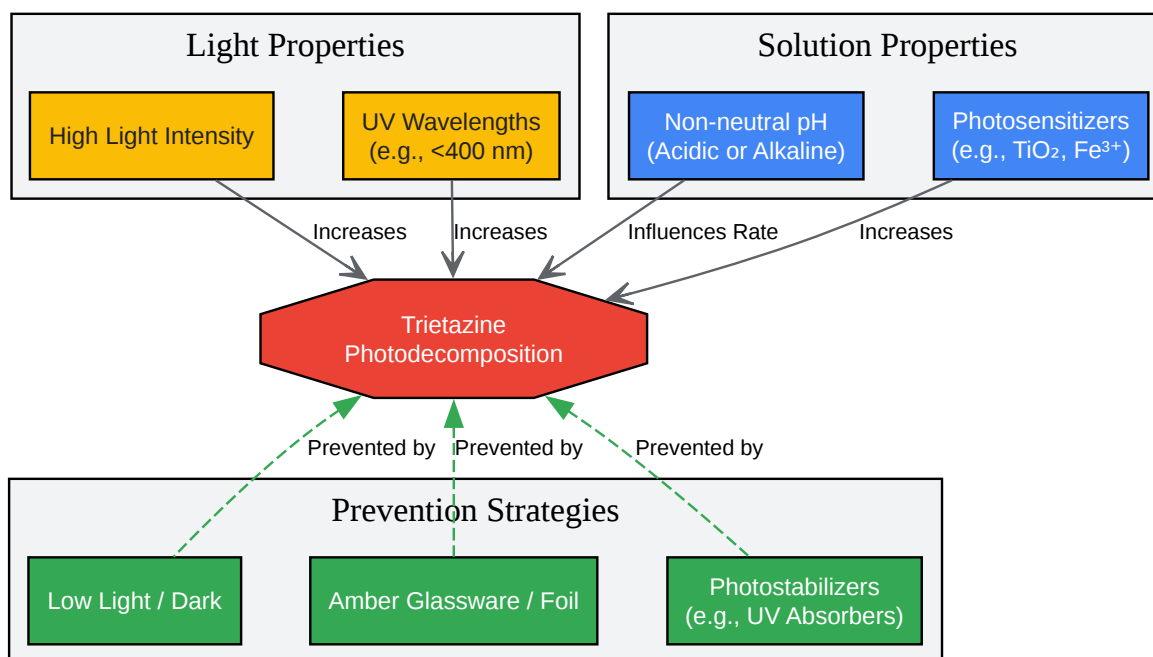 Light Properties
Solution Properties
High Light Intensity
UV Wavelengths
(e.g., <400 nm)
Non-neutral pH
(Acidic or Alkaline)
Photosensitizers
(e.g., TiO₂, Fe³⁺)
Increases
Increases
Influences Rate
Increases
Trietazine
Photodecomposition
Prevented by
Prevented by
Prevented by
Prevention Strategies
Low Light / Dark
Amber Glassware / Foil
Photostabilizers
(e.g., UV Absorbers)